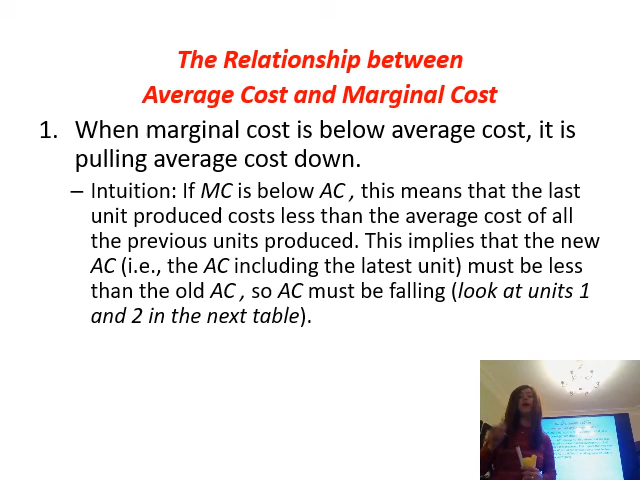 The Relationship between
Average Cost and Marginal Cost
1. When marginal cost is below average cost, it is
pulling average cost down.
– Intuition: If MC is below AC , this means that the last
unit produced costs less than the average cost of all
the previous units produced. This implies that the new
AC (i.e., the AC including the latest unit) must be less
than the old AC , so AC must be falling (look at units 1
and 2 in the next table).